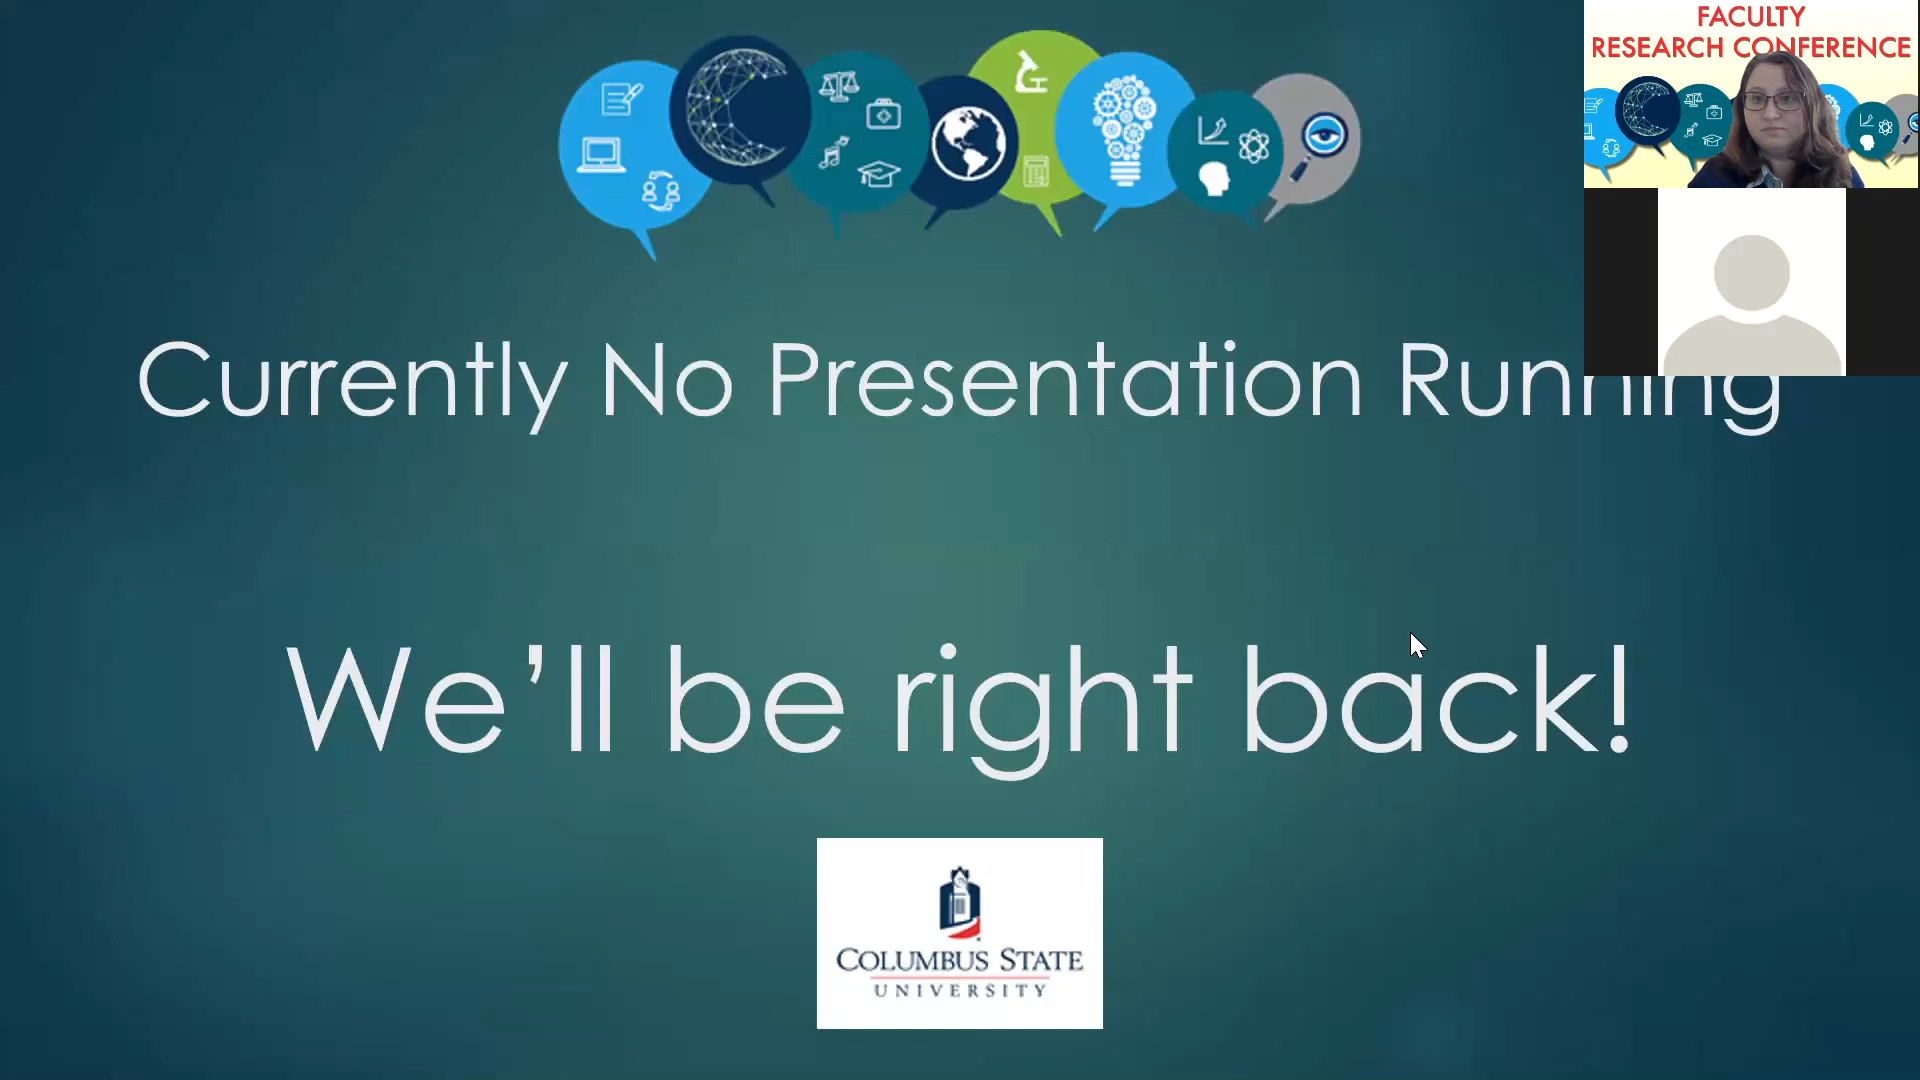 FACULTY
RESEARCH CONFERENCE
Currently No Presentation Running
We’ll be right back!
COLUMBUS STATE
UNIVERSITY